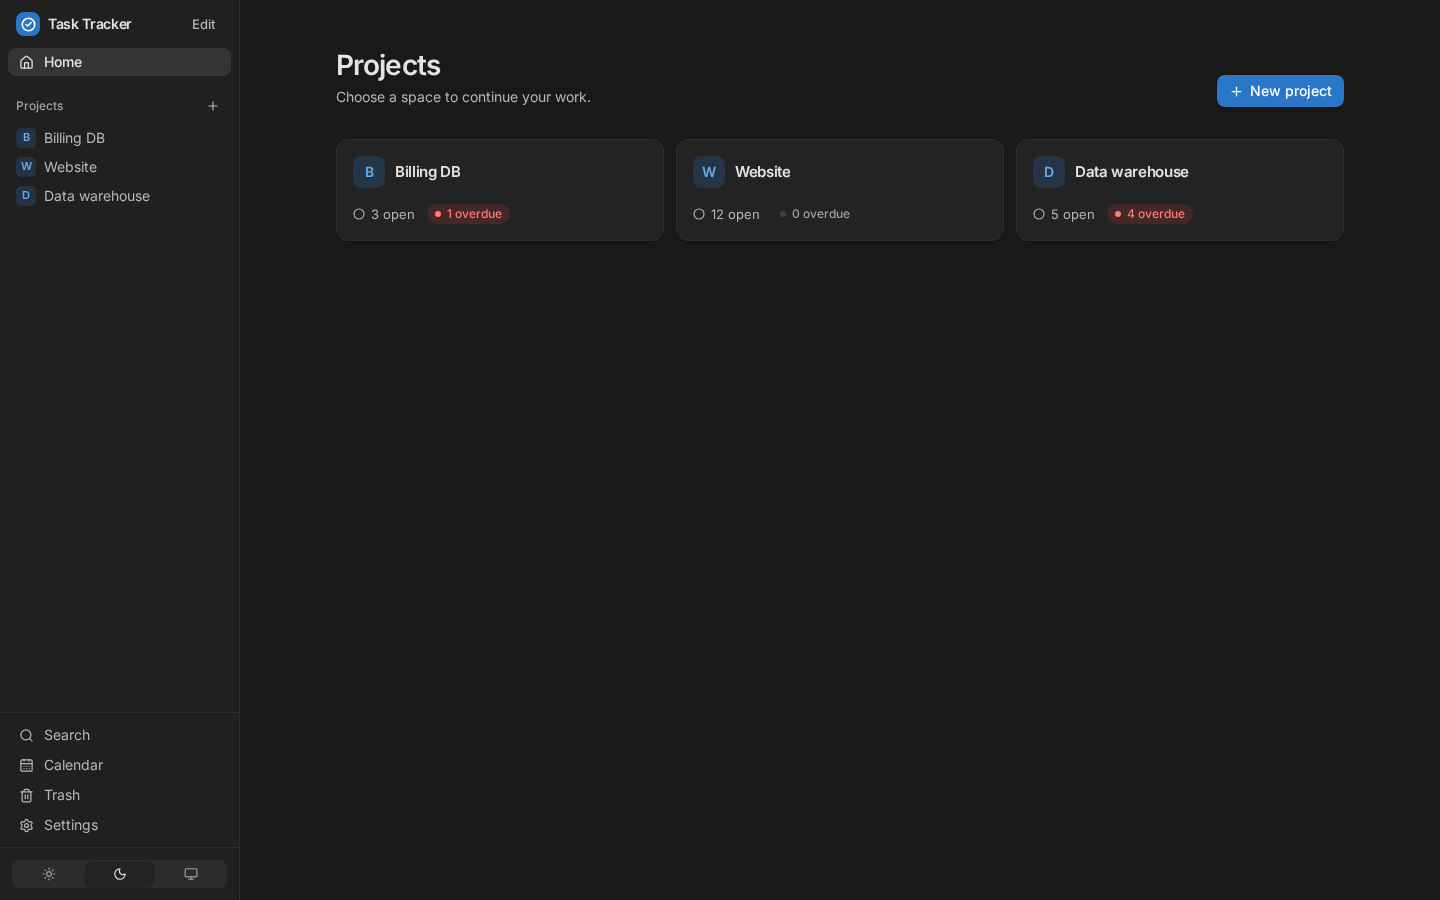 Task Tracker
Edit
Home
Projects
B Billing DB
W Website
D Data warehouse
Search
Calendar
Trash
Settings
Projects
Choose a space to continue your work.
New project
B Billing DB
3 open 1 overdue
W Website
12 open 0 overdue
D Data warehouse
5 open 4 overdue